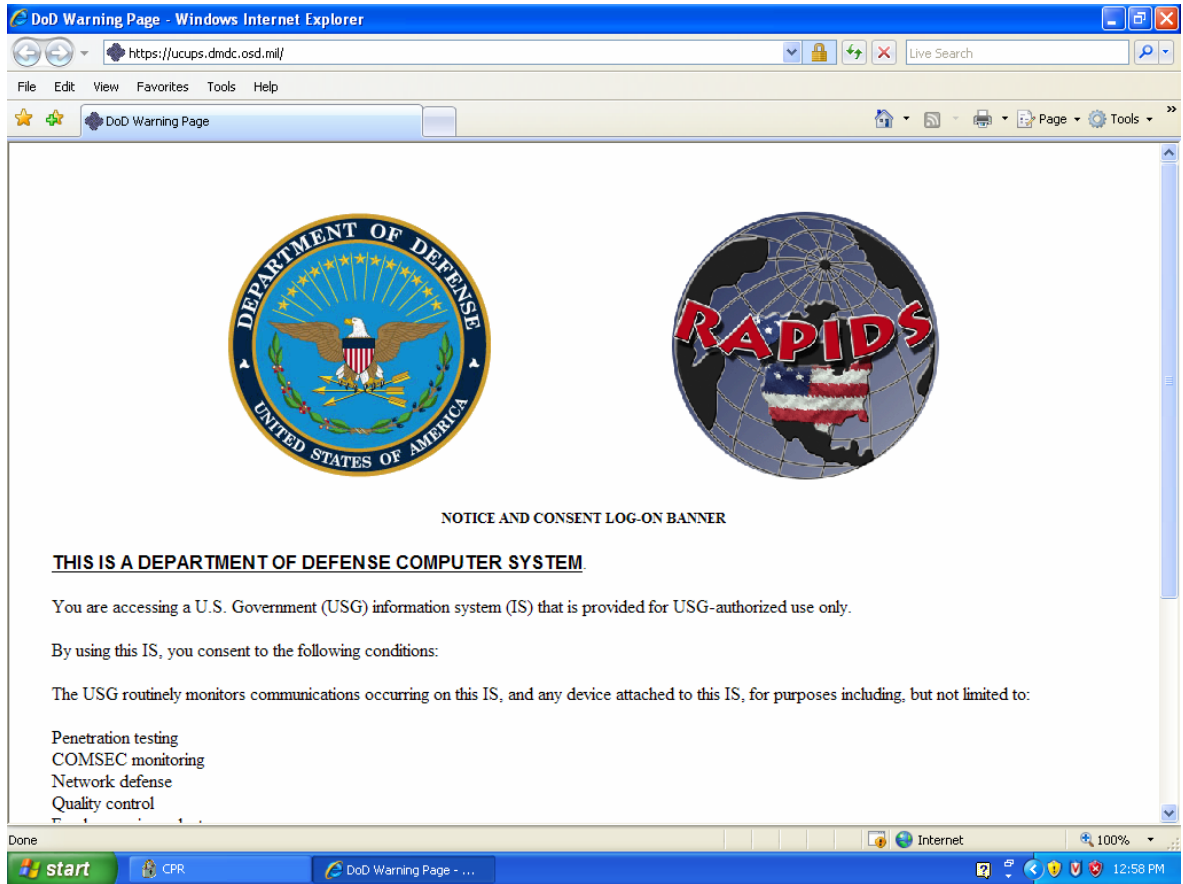 DoD Warning Page - Windows Internet Explorer
https://ucups.dmdc.osd.mil/
Live Search
File Edit View Favorites Tools Help
DoD Warning Page
Page Tools »
DEPARTMENT OF DEFENSE
UNITED STATES OF AMERICA
RAPIDS
NOTICE AND CONSENT LOG-ON BANNER
THIS IS A DEPARTMENT OF DEFENSE COMPUTER SYSTEM.
You are accessing a U.S. Government (USG) information system (IS) that is provided for USG-authorized use only.
By using this IS, you consent to the following conditions:
The USG routinely monitors communications occurring on this IS, and any device attached to this IS, for purposes including, but not limited to:
Penetration testing
COMSEC monitoring
Network defense
Quality control
Done
Internet
100%
start
CPR
DoD Warning Page - ...
12:58 PM